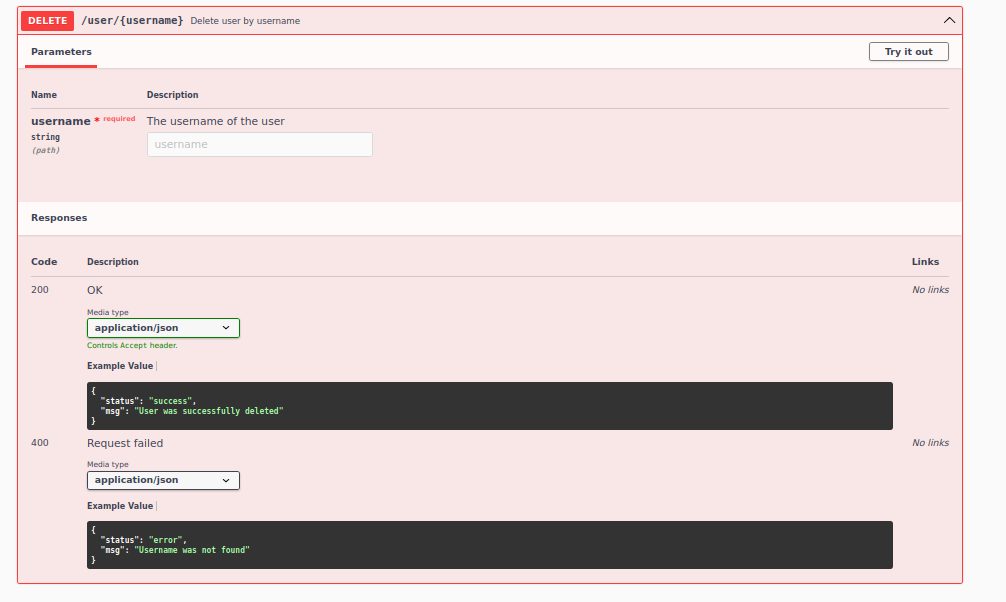 DELETE /user/{username} Delete user by username
Parameters
Try it out
Name Description
username * required The username of the user
string
(path)
username
Responses
Code Description Links
200 OK No links
Media type
application/json
Controls Accept header.
Example Value
{
  "status": "success",
  "msg": "User was successfully deleted"
}
400 Request failed No links
Media type
application/json
Example Value
{
  "status": "error",
  "msg": "Username was not found"
}